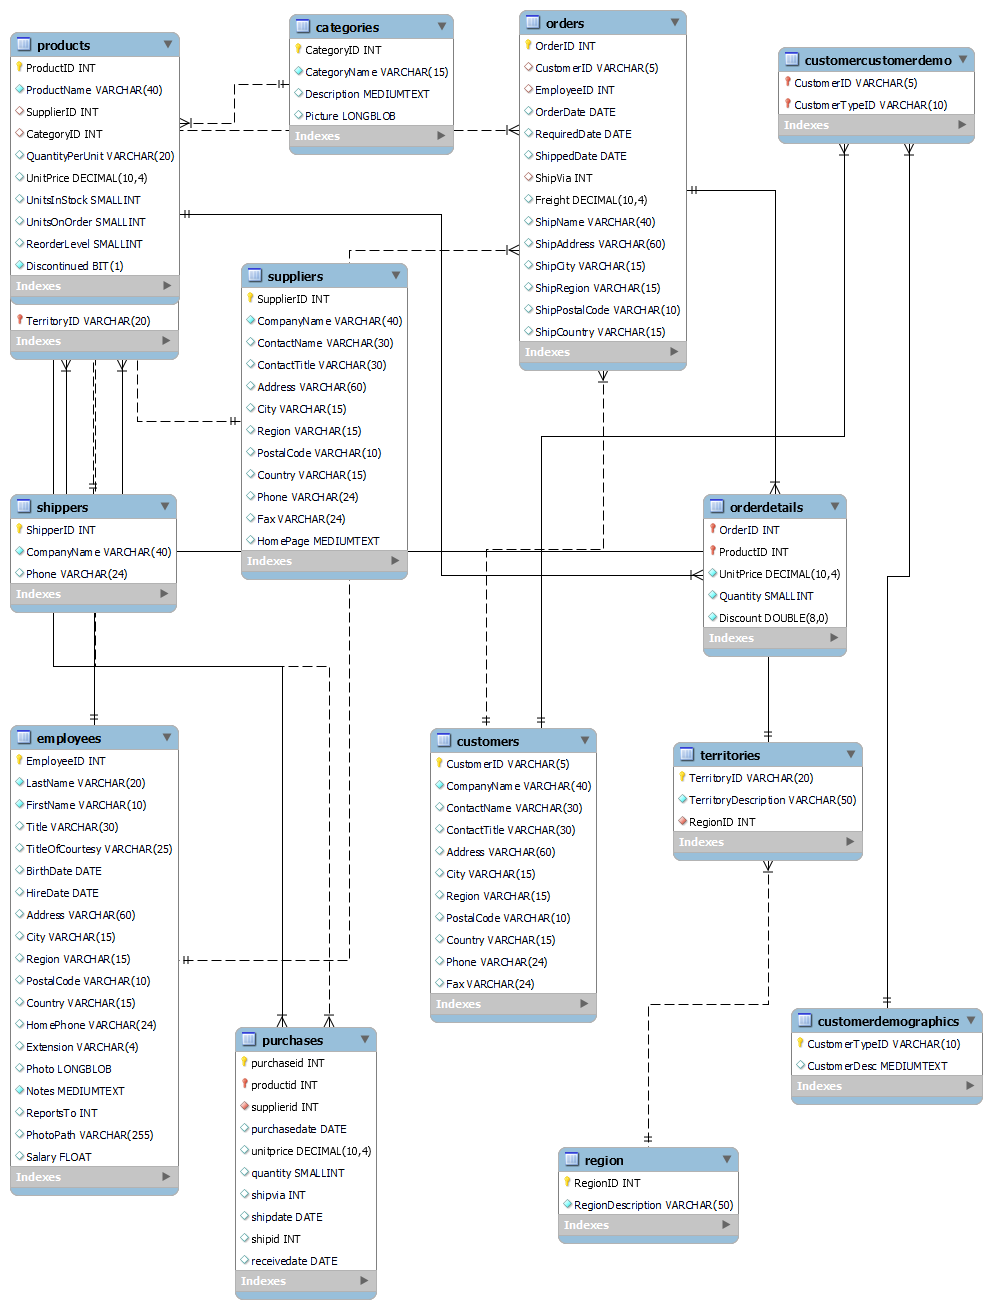 products
ProductID INT
ProductName VARCHAR(40)
SupplierID INT
CategoryID INT
QuantityPerUnit VARCHAR(20)
UnitPrice DECIMAL(10,4)
UnitsInStock SMALLINT
UnitsOnOrder SMALLINT
ReorderLevel SMALLINT
Discontinued BIT(1)
Indexes
TerritoryID VARCHAR(20)
Indexes
categories
CategoryID INT
CategoryName VARCHAR(15)
Description MEDIUMTEXT
Picture LONGBLOB
Indexes
orders
OrderID INT
CustomerID VARCHAR(5)
EmployeeID INT
OrderDate DATE
RequiredDate DATE
ShippedDate DATE
ShipVia INT
Freight DECIMAL(10,4)
ShipName VARCHAR(40)
ShipAddress VARCHAR(60)
ShipCity VARCHAR(15)
ShipRegion VARCHAR(15)
ShipPostalCode VARCHAR(10)
ShipCountry VARCHAR(15)
Indexes
customercustomerdemo
CustomerID VARCHAR(5)
CustomerTypeID VARCHAR(10)
Indexes
suppliers
SupplierID INT
CompanyName VARCHAR(40)
ContactName VARCHAR(30)
ContactTitle VARCHAR(30)
Address VARCHAR(60)
City VARCHAR(15)
Region VARCHAR(15)
PostalCode VARCHAR(10)
Country VARCHAR(15)
Phone VARCHAR(24)
Fax VARCHAR(24)
HomePage MEDIUMTEXT
Indexes
shippers
ShipperID INT
CompanyName VARCHAR(40)
Phone VARCHAR(24)
Indexes
orderdetails
OrderID INT
ProductID INT
UnitPrice DECIMAL(10,4)
Quantity SMALLINT
Discount DOUBLE(8,0)
Indexes
employees
EmployeeID INT
LastName VARCHAR(20)
FirstName VARCHAR(10)
Title VARCHAR(30)
TitleOfCourtesy VARCHAR(25)
BirthDate DATE
HireDate DATE
Address VARCHAR(60)
City VARCHAR(15)
Region VARCHAR(15)
PostalCode VARCHAR(10)
Country VARCHAR(15)
HomePhone VARCHAR(24)
Extension VARCHAR(4)
Photo LONGBLOB
Notes MEDIUMTEXT
ReportsTo INT
PhotoPath VARCHAR(255)
Salary FLOAT
Indexes
customers
CustomerID VARCHAR(5)
CompanyName VARCHAR(40)
ContactName VARCHAR(30)
ContactTitle VARCHAR(30)
Address VARCHAR(60)
City VARCHAR(15)
Region VARCHAR(15)
PostalCode VARCHAR(10)
Country VARCHAR(15)
Phone VARCHAR(24)
Fax VARCHAR(24)
Indexes
territories
TerritoryID VARCHAR(20)
TerritoryDescription VARCHAR(50)
RegionID INT
Indexes
purchases
purchaseid INT
productid INT
supplierid INT
purchasedate DATE
unitprice DECIMAL(10,4)
quantity SMALLINT
shipvia INT
shipdate DATE
shipid INT
receivedate DATE
Indexes
customerdemographics
CustomerTypeID VARCHAR(10)
CustomerDesc MEDIUMTEXT
Indexes
region
RegionID INT
RegionDescription VARCHAR(50)
Indexes